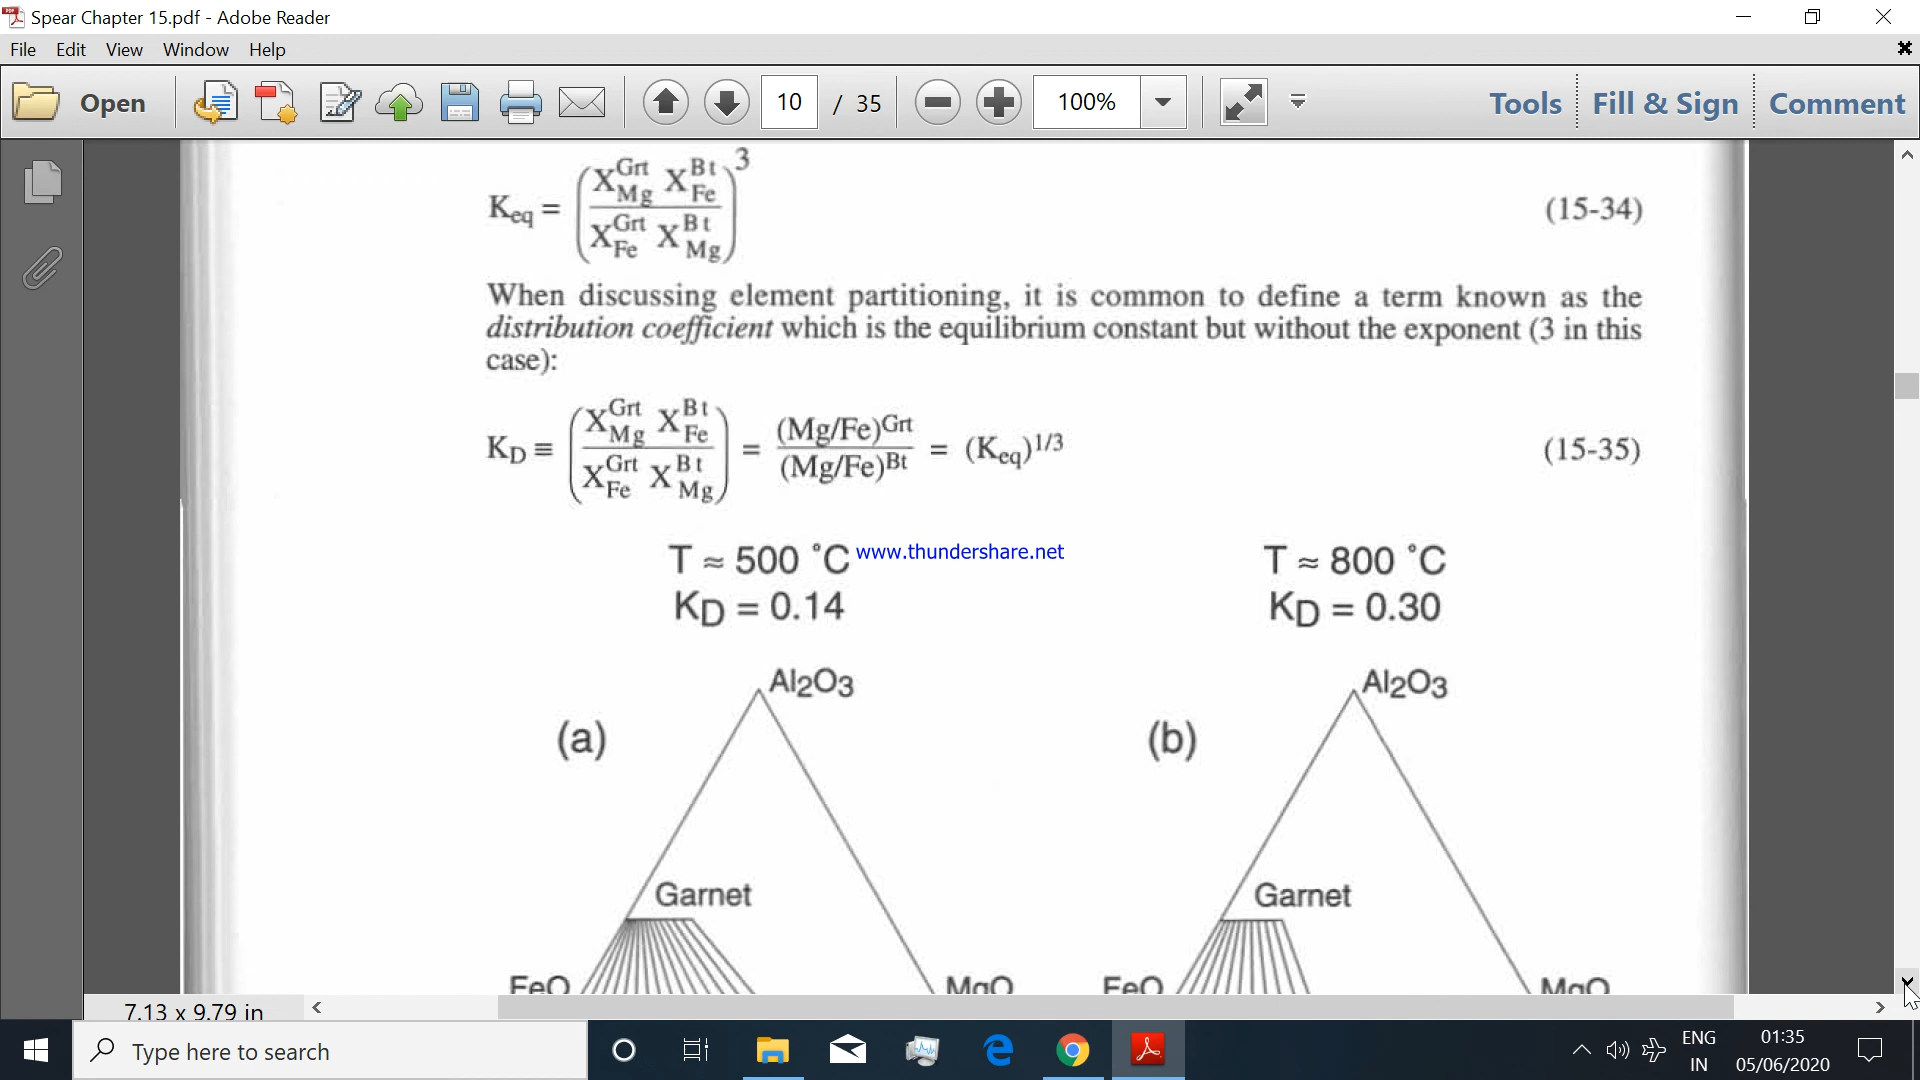 Spear Chapter 15.pdf - Adobe Reader
File Edit View Window Help
Open 10 / 35 100% Tools Fill & Sign Comment
Keq = (X^Grt_Mg X^Bt_Fe / X^Grt_Fe X^Bt_Mg)^3 (15-34)
When discussing element partitioning, it is common to define a term known as the
distribution coefficient which is the equilibrium constant but without the exponent (3 in this
case):
KD ≡ (X^Grt_Mg X^Bt_Fe / X^Grt_Fe X^Bt_Mg) = (Mg/Fe)^Grt / (Mg/Fe)^Bt = (Keq)^1/3 (15-35)
T ≈ 500 °C www.thundershare.net T ≈ 800 °C
KD = 0.14 KD = 0.30
Al2O3 Al2O3
(a) (b)
Garnet Garnet
FeO MgO FeO MgO
7.13 x 9.79 in
Type here to search
ENG 01:35
IN 05/06/2020